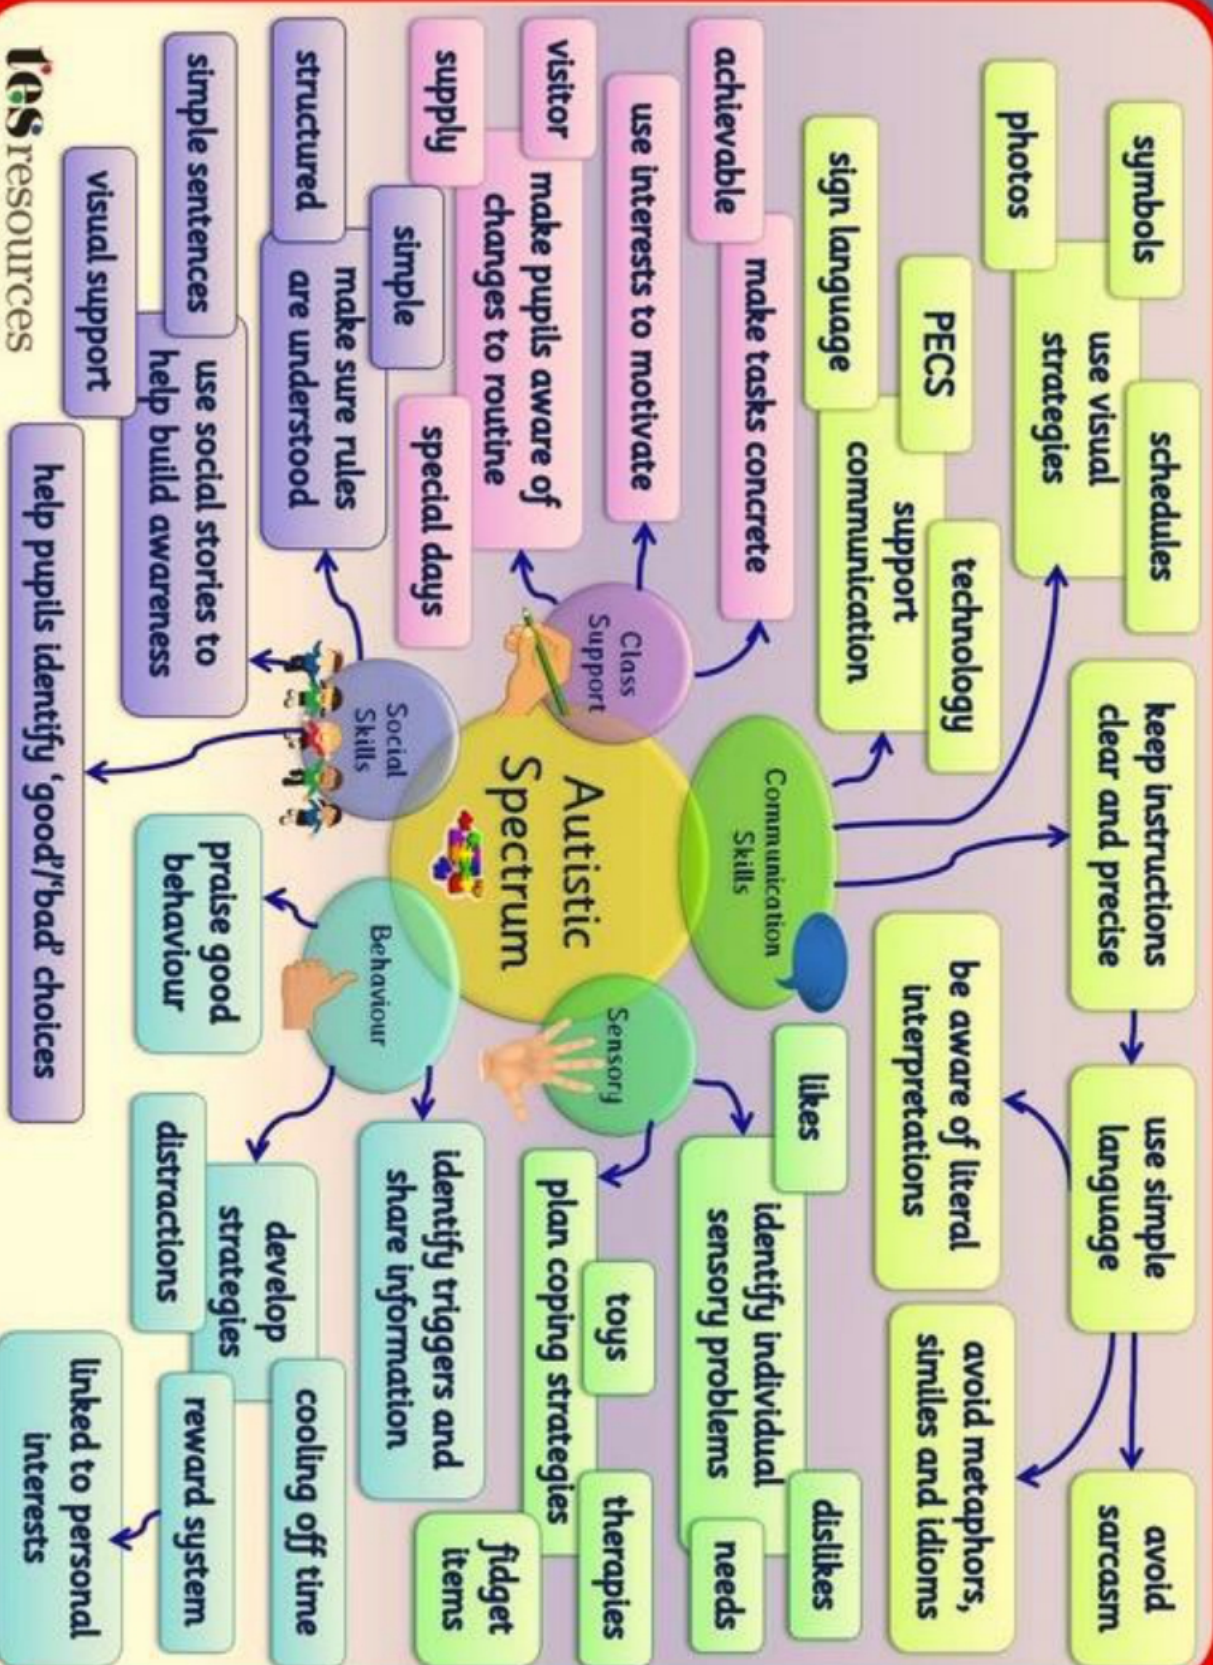 symbols
schedules
photos
use visual
strategies
keep instructions
clear and precise
use simple
language
avoid
sarcasm
PECS
technology
sign language
support
communication
be aware of literal
interpretations
avoid metaphors,
similes and idioms
achievable
make tasks concrete
Communication
Skills
likes
dislikes
identify individual
sensory problems
needs
use interests to motivate
Class
Support
visitor
make pupils aware of
changes to routine
supply
special days
Autistic
Spectrum
Sensory
toys
therapies
plan coping strategies
fidget
items
simple
structured
make sure rules
are understood
Social
Skills
Behaviour
identify triggers and
share information
simple sentences
use social stories to
help build awareness
visual support
praise good
behaviour
develop
strategies
cooling off time
distractions
reward system
linked to personal
interests
help pupils identify ‘good’/‘bad’ choices
tes resources